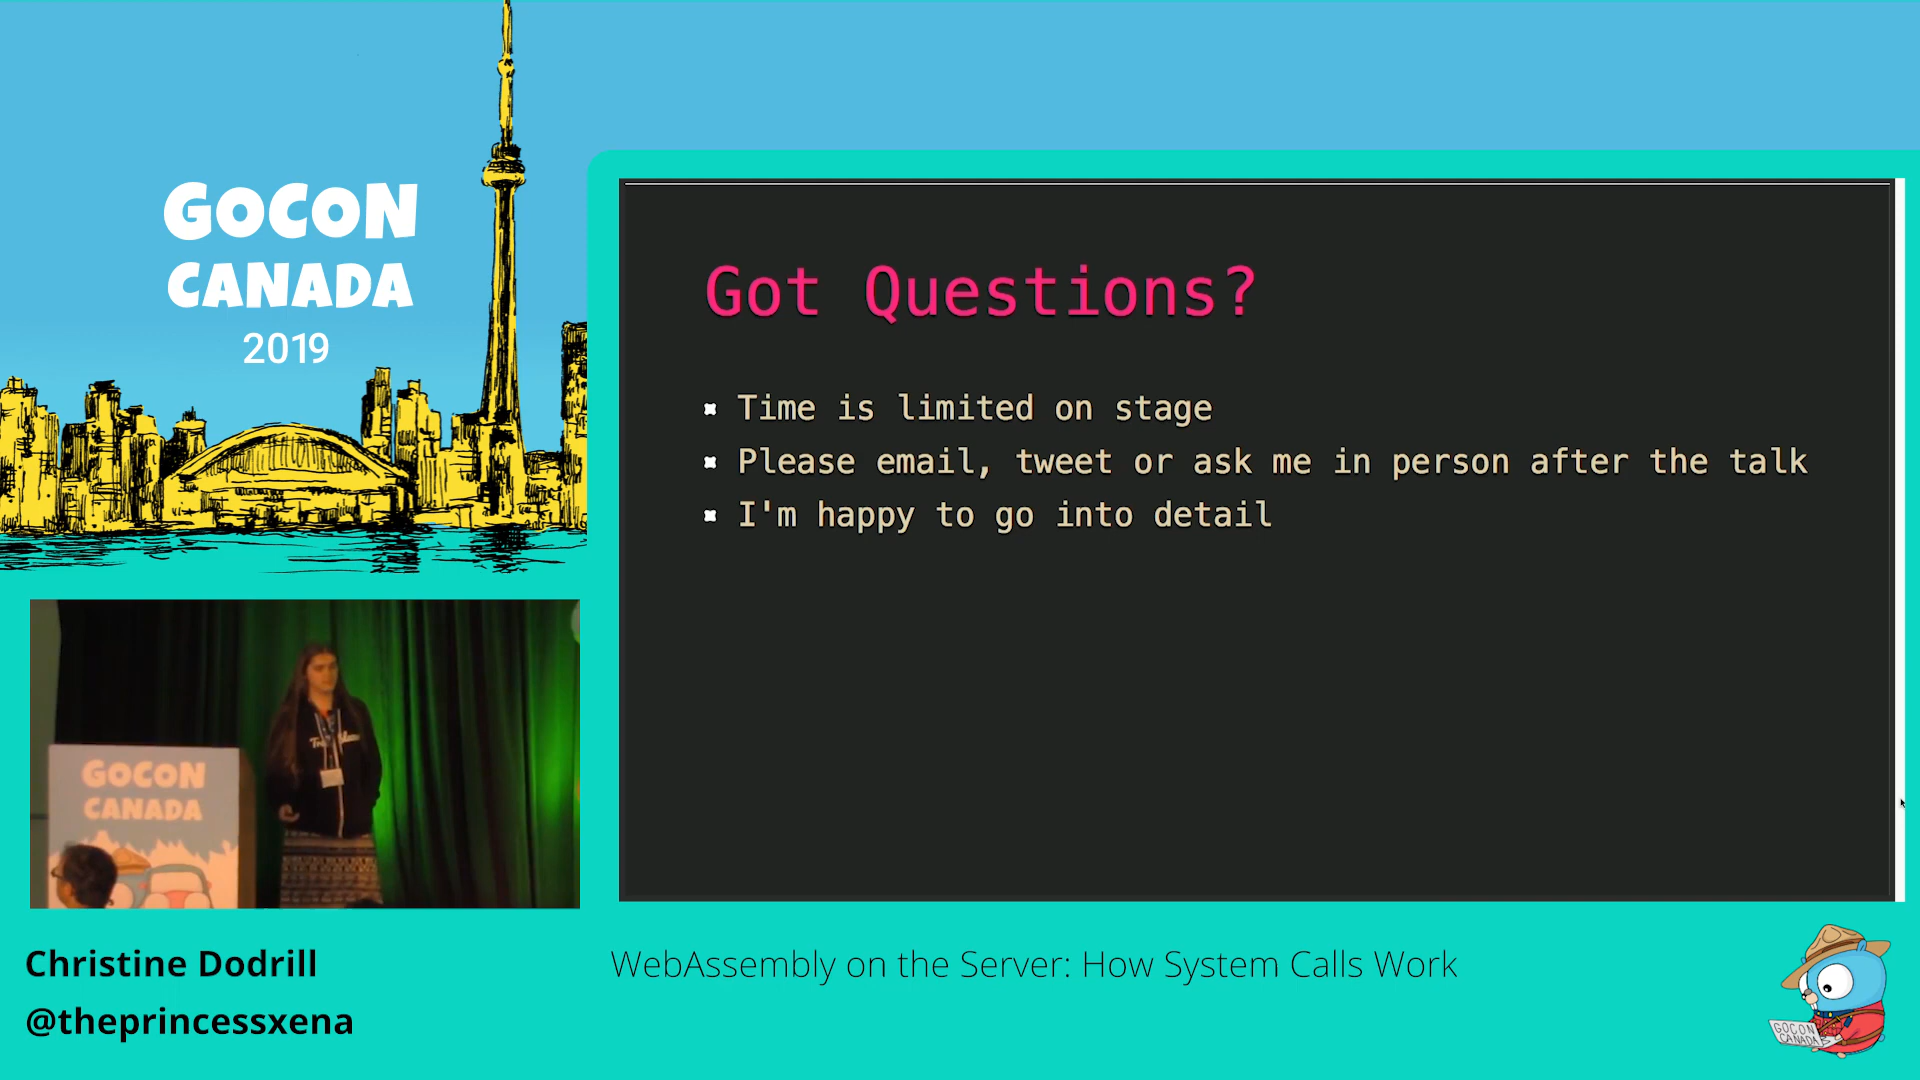 GOCON
CANADA
2019
Got Questions?
Time is limited on stage
Please email, tweet or ask me in person after the talk
I'm happy to go into detail
GOCON
CANADA
Christine Dodrill
@theprincessxena
WebAssembly on the Server: How System Calls Work
GOCON
CANADA